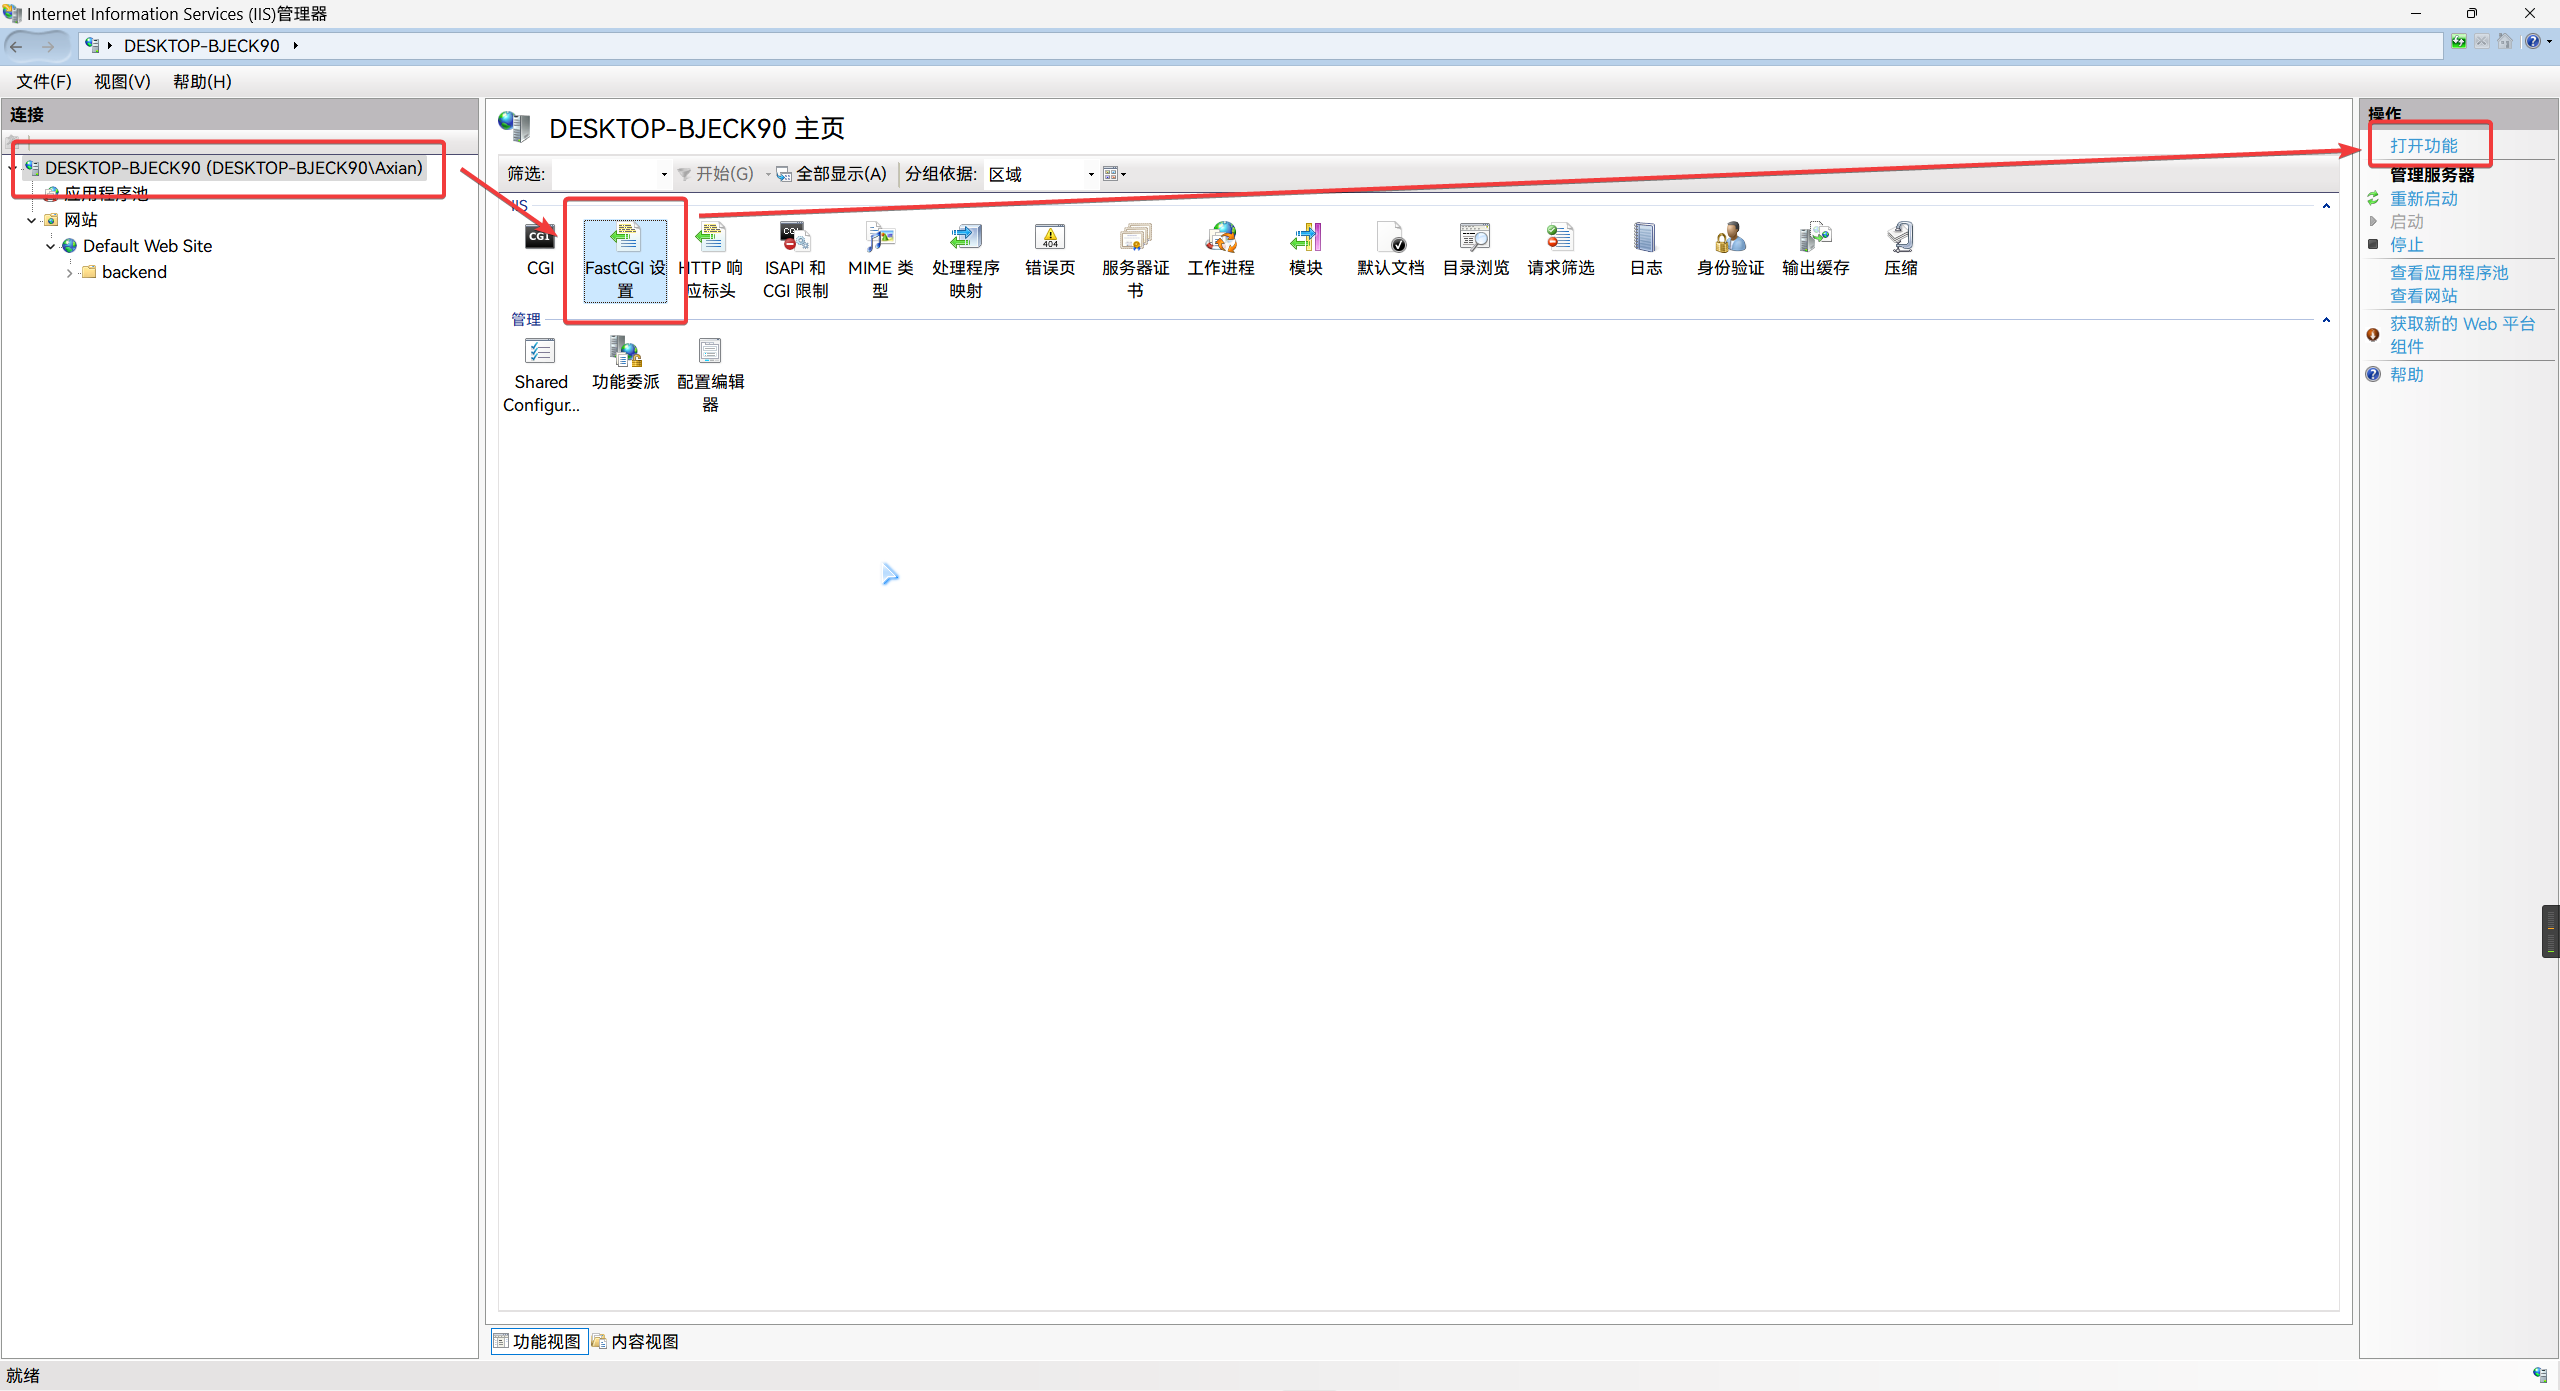 Internet Information Services (IIS)管理器
DESKTOP-BJECK90
文件(F) 视图(V) 帮助(H)
连接
DESKTOP-BJECK90 (DESKTOP-BJECK90\Axian)
应用程序池
网站
Default Web Site
backend
DESKTOP-BJECK90 主页
筛选: 开始(G) 全部显示(A) 分组依据: 区域
IIS
CGI
FastCGI 设置
HTTP 响应标头
ISAPI 和 CGI 限制
MIME 类型
处理程序映射
404
错误页
服务器证书
工作进程
模块
默认文档
目录浏览
请求筛选
日志
身份验证
输出缓存
压缩
管理
Shared Configur...
功能委派
配置编辑器
功能视图 内容视图
操作
打开功能
管理服务器
重新启动
启动
停止
查看应用程序池
查看网站
获取新的 Web 平台
组件
帮助
就绪